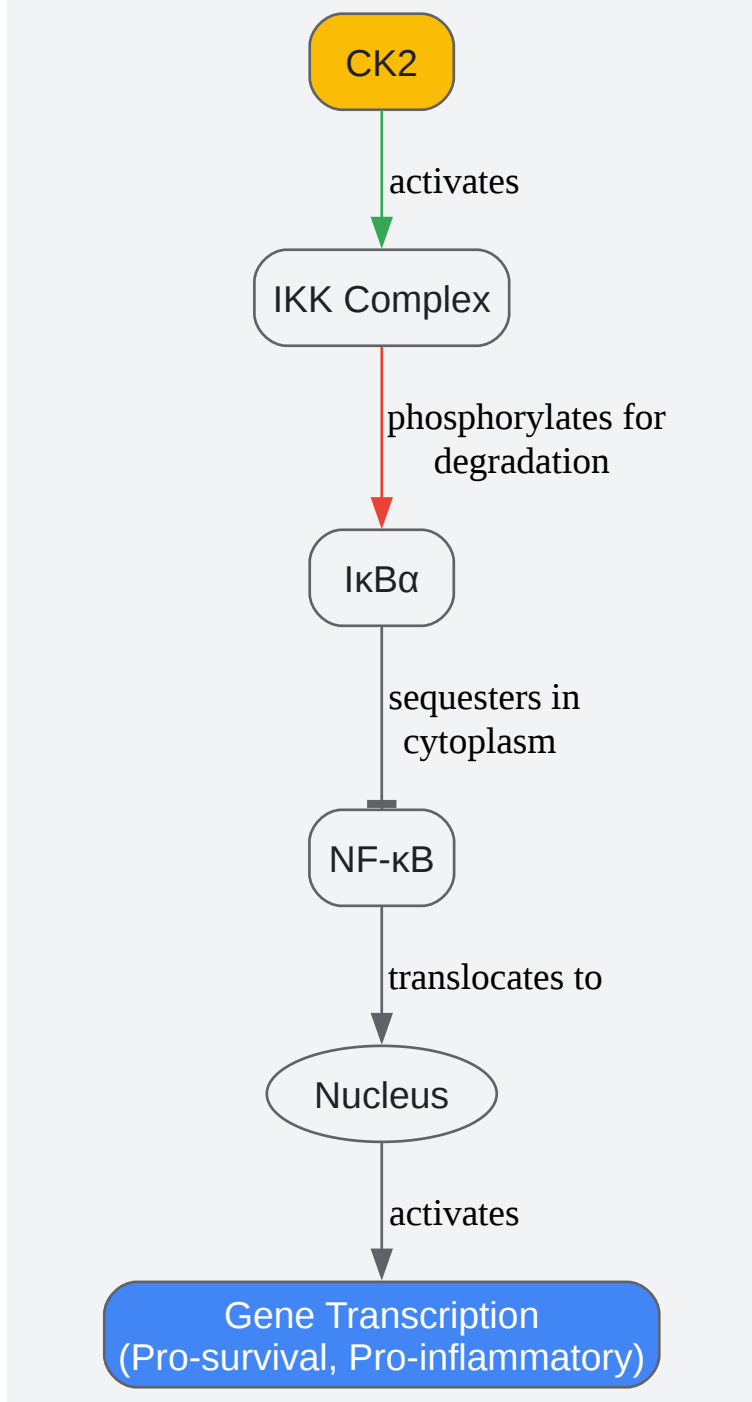 CK2
activates
IKK Complex
phosphorylates for
degradation
IκBα
sequesters in
cytoplasm
NF-κB
translocates to
Nucleus
activates
Gene Transcription
(Pro-survival, Pro-inflammatory)